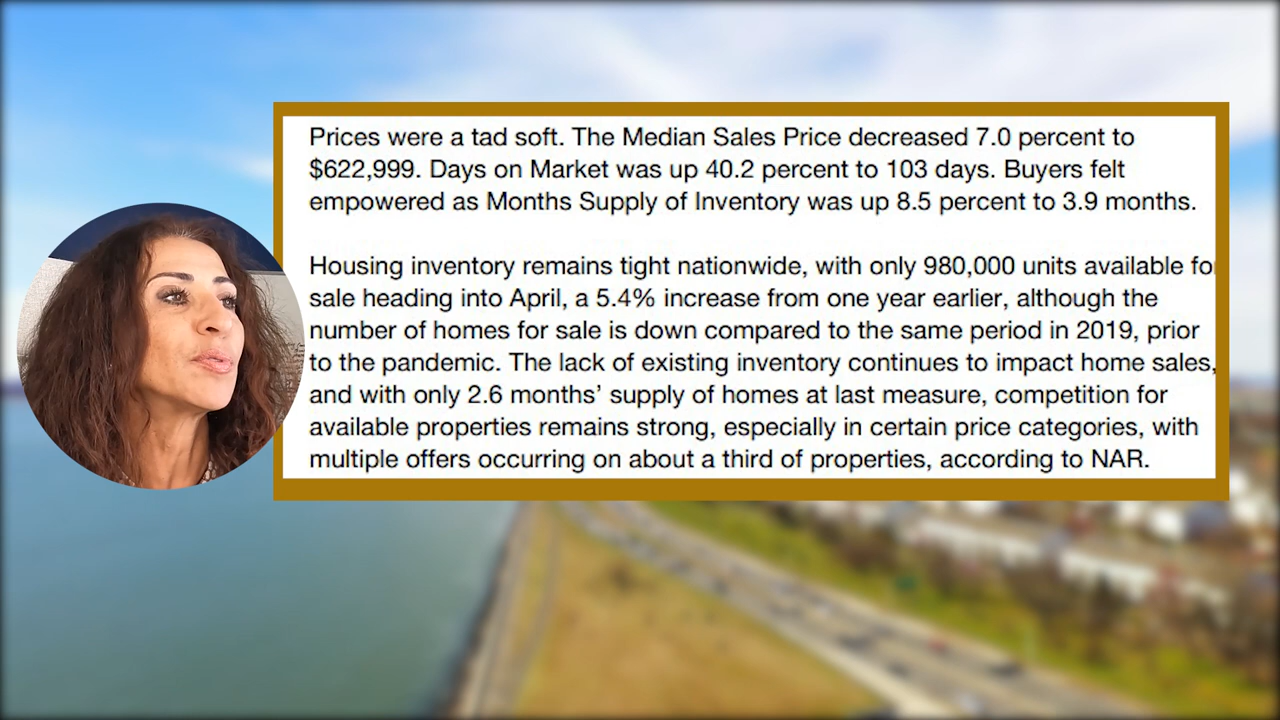 Prices were a tad soft. The Median Sales Price decreased 7.0 percent to
$622,999. Days on Market was up 40.2 percent to 103 days. Buyers felt
empowered as Months Supply of Inventory was up 8.5 percent to 3.9 months.
Housing inventory remains tight nationwide, with only 980,000 units available for
sale heading into April, a 5.4% increase from one year earlier, although the
number of homes for sale is down compared to the same period in 2019, prior
to the pandemic. The lack of existing inventory continues to impact home sales,
and with only 2.6 months’ supply of homes at last measure, competition for
available properties remains strong, especially in certain price categories, with
multiple offers occurring on about a third of properties, according to NAR.